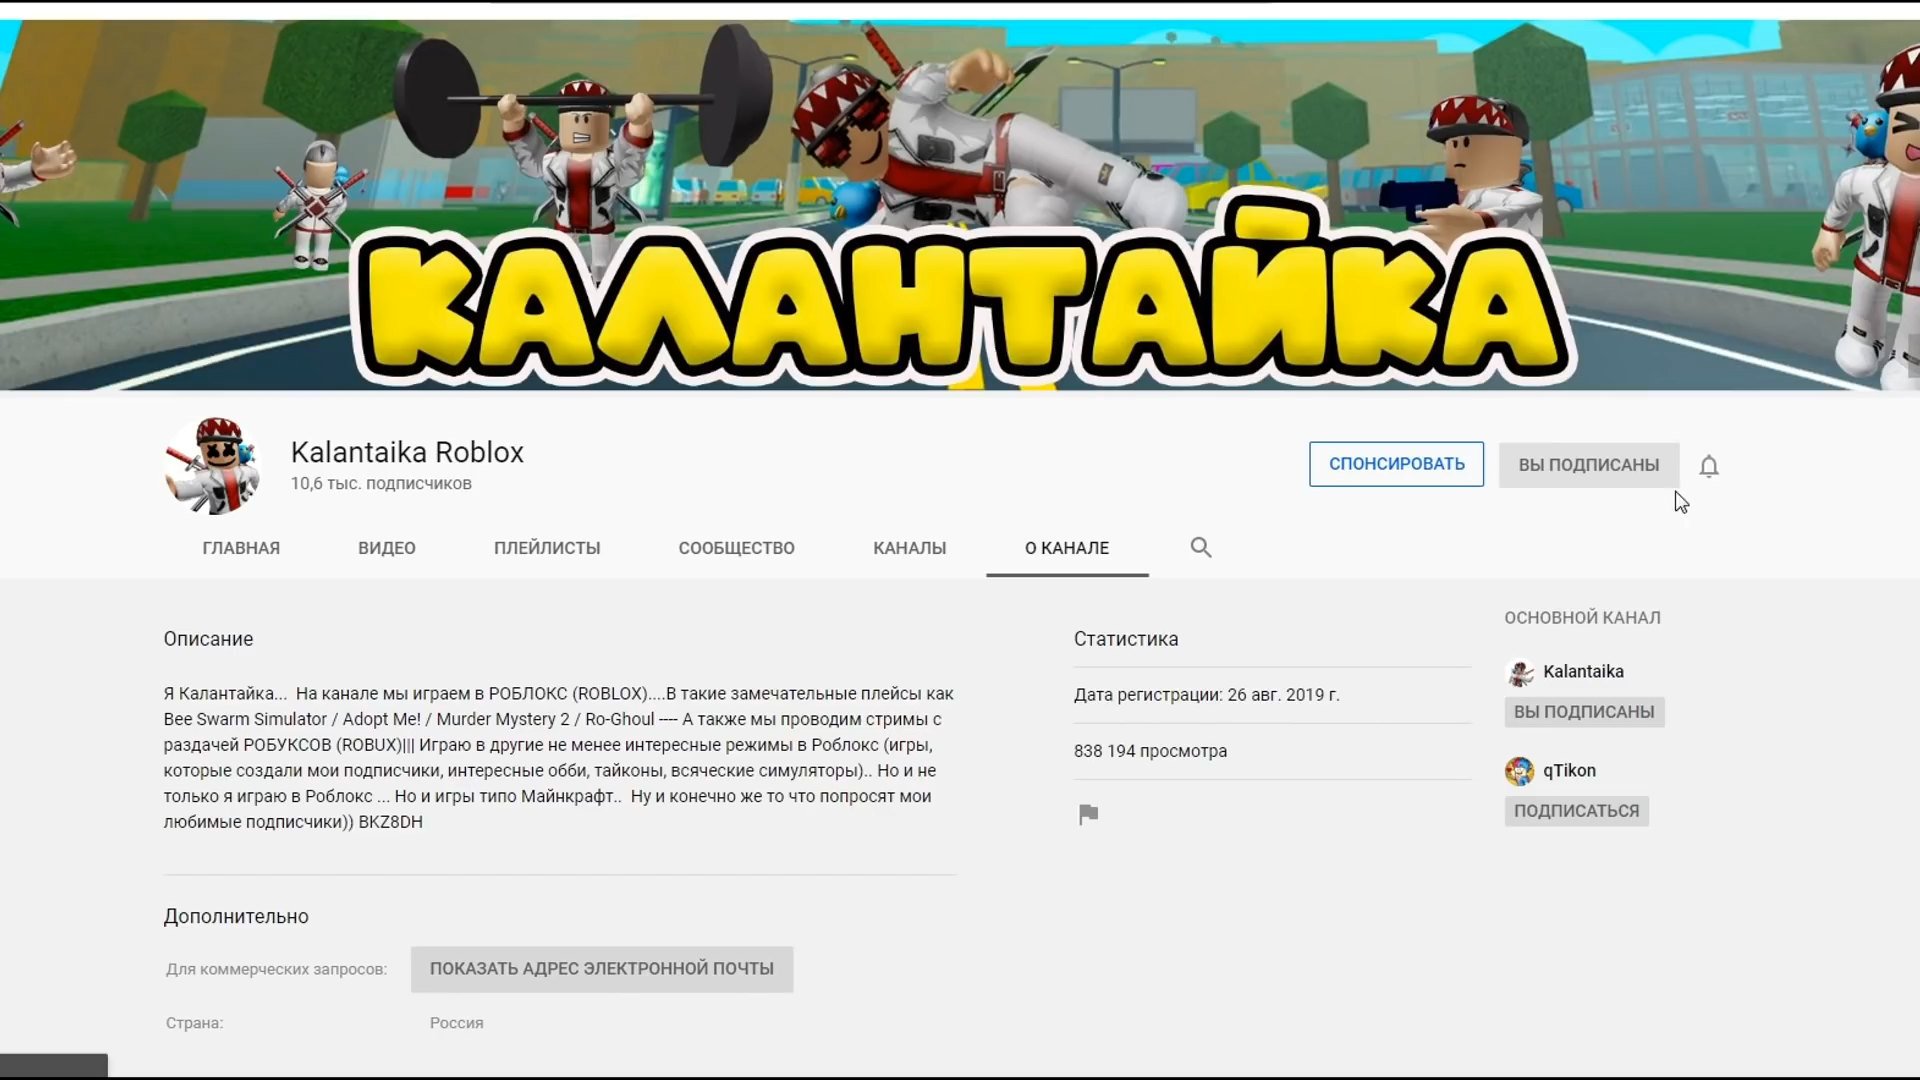 КАЛАНТАЙКА
Kalantaika Roblox
10,6 тыс. подписчиков
СПОНСИРОВАТЬ
ВЫ ПОДПИСАНЫ
ГЛАВНАЯ
ВИДЕО
ПЛЕЙЛИСТЫ
СООБЩЕСТВО
КАНАЛЫ
О КАНАЛЕ
Описание
Я Калантайка... На канале мы играем в РОБЛОКС (ROBLOX)....В такие замечательные плейсы как
Bee Swarm Simulator / Adopt Me! / Murder Mystery 2 / Ro-Ghoul ---- А также мы проводим стримы с
раздачей РОБУКСОВ (ROBUX)||| Играю в другие не менее интересные режимы в Роблокс (игры,
которые создали мои подписчики, интересные обби, тайконы, всяческие симуляторы).. Но и не
только я играю в Роблокс ... Но и игры типо Майнкрафт.. Ну и конечно же то что попросят мои
любимые подписчики)) BKZ8DH
Дополнительно
Для коммерческих запросов:
ПОКАЗАТЬ АДРЕС ЭЛЕКТРОННОЙ ПОЧТЫ
Страна:
Россия
Статистика
Дата регистрации: 26 авг. 2019 г.
838 194 просмотра
ОСНОВНОЙ КАНАЛ
Kalantaika
ВЫ ПОДПИСАНЫ
qTikon
ПОДПИСАТЬСЯ